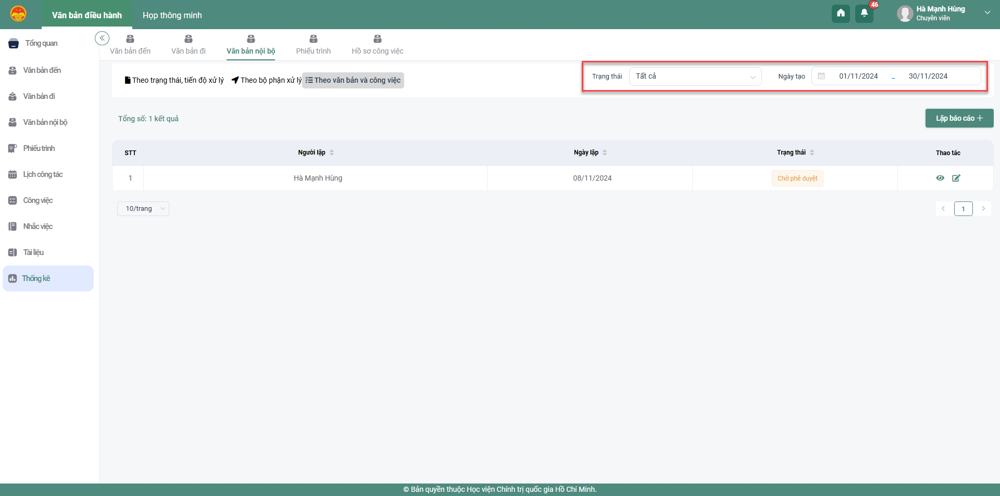 Văn bản điều hành
Họp thông minh
46
Hà Mạnh Hùng
Chuyên viên
Tổng quan
Văn bản đến
Văn bản đi
Văn bản nội bộ
Phiếu trình
Lịch công tác
Công việc
Nhắc việc
Tài liệu
Thống kê
Văn bản đến
Văn bản đi
Văn bản nội bộ
Phiếu trình
Hồ sơ công việc
Theo trạng thái, tiến độ xử lý
Theo bộ phận xử lý
Theo văn bản và công việc
Trạng thái
Tất cả
Ngày tạo
01/11/2024
30/11/2024
Tổng số: 1 kết quả
Lập báo cáo
STT
Người lập
Ngày lập
Trạng thái
Thao tác
1
Hà Mạnh Hùng
08/11/2024
Chờ phê duyệt
10/trang
1
© Bản quyền thuộc Học viện Chính trị quốc gia Hồ Chí Minh.